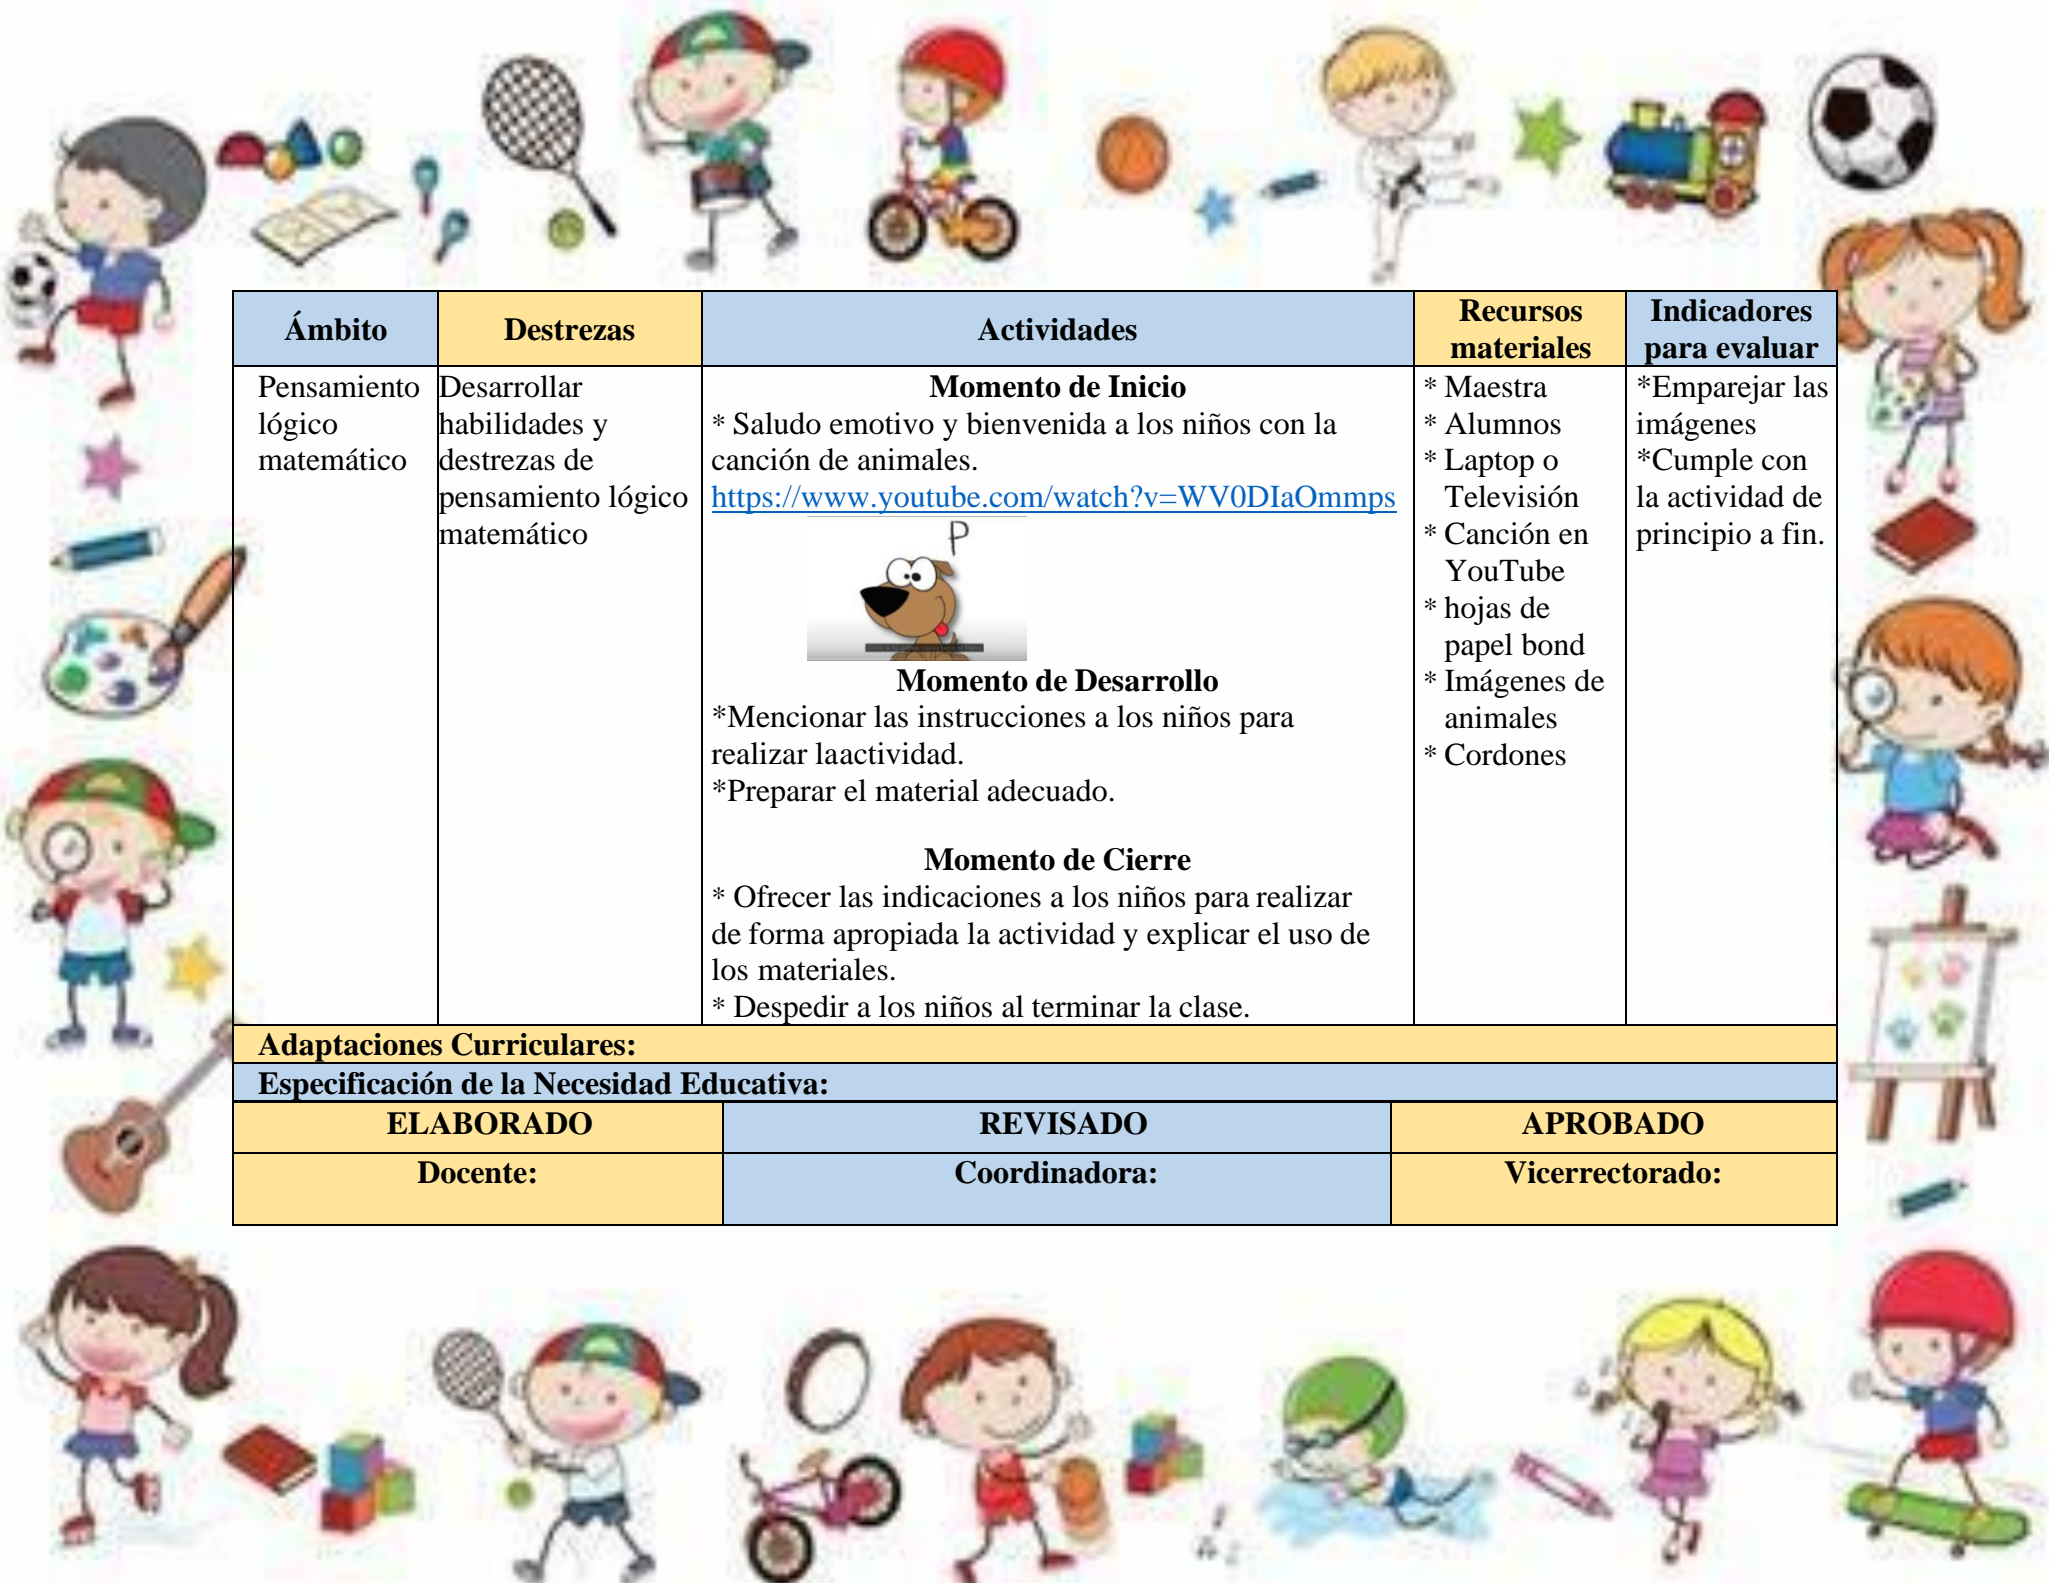 Ámbito
Destrezas
Actividades
Recursos
materiales
Indicadores
para evaluar
Pensamiento
lógico
matemático
Desarrollar
habilidades y
destrezas de
pensamiento lógico
matemático
Momento de Inicio
* Saludo emotivo y bienvenida a los niños con la
canción de animales.
https://www.youtube.com/watch?v=WV0DIaOmmps
P
Momento de Desarrollo
*Mencionar las instrucciones a los niños para
realizar laactividad.
*Preparar el material adecuado.
Momento de Cierre
* Ofrecer las indicaciones a los niños para realizar
de forma apropiada la actividad y explicar el uso de
los materiales.
* Despedir a los niños al terminar la clase.
* Maestra
* Alumnos
* Laptop o
Televisión
* Canción en
YouTube
* hojas de
papel bond
* Imágenes de
animales
* Cordones
*Emparejar las
imágenes
*Cumple con
la actividad de
principio a fin.
Adaptaciones Curriculares:
Especificación de la Necesidad Educativa:
ELABORADO
REVISADO
APROBADO
Docente:
Coordinadora:
Vicerrectorado: